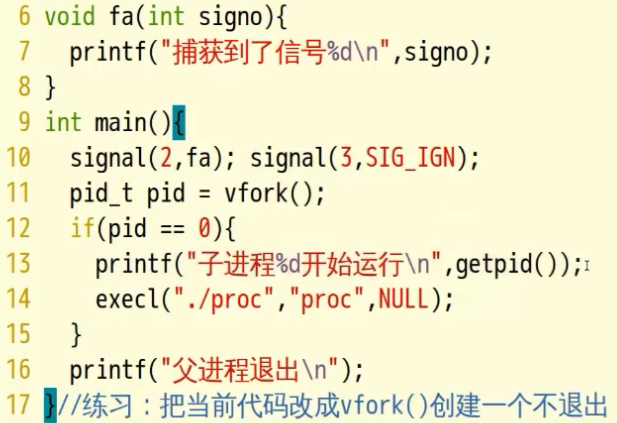 6 void fa(int signo){
7   printf("捕获到了信号%d\n",signo);
8 }
9 int main(){
10   signal(2,fa); signal(3,SIG_IGN);
11   pid_t pid = vfork();
12   if(pid == 0){
13     printf("子进程%d开始运行\n",getpid());
14     execl("./proc","proc",NULL);
15   }
16   printf("父进程退出\n");
17 }//练习：把当前代码改成vfork()创建一个不退出